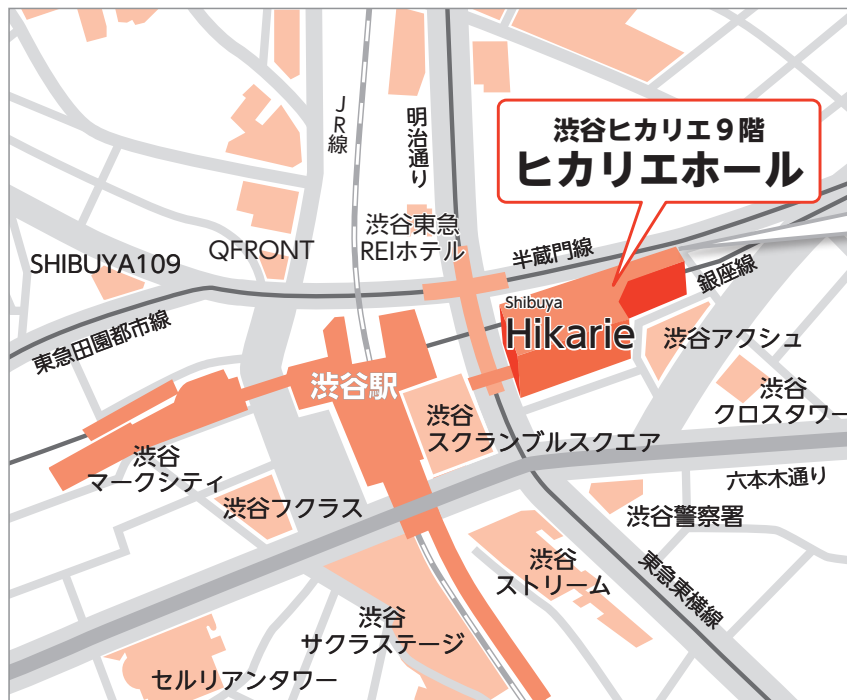 JR線
明治通り
渋谷ヒカリエ９階
ヒカリエホール
渋谷東急
REIホテル
QFRONT
SHIBUYA109
半蔵門線
銀座線
東急田園都市線
Shibuya
Hikarie
渋谷アクシュ
渋谷駅
渋谷
クロスタワー
渋谷
スクランブルスクエア
渋谷
マークシティ
六本木通り
渋谷フクラス
渋谷警察署
渋谷
ストリーム
東急東横線
渋谷
サクラステージ
セルリアンタワー